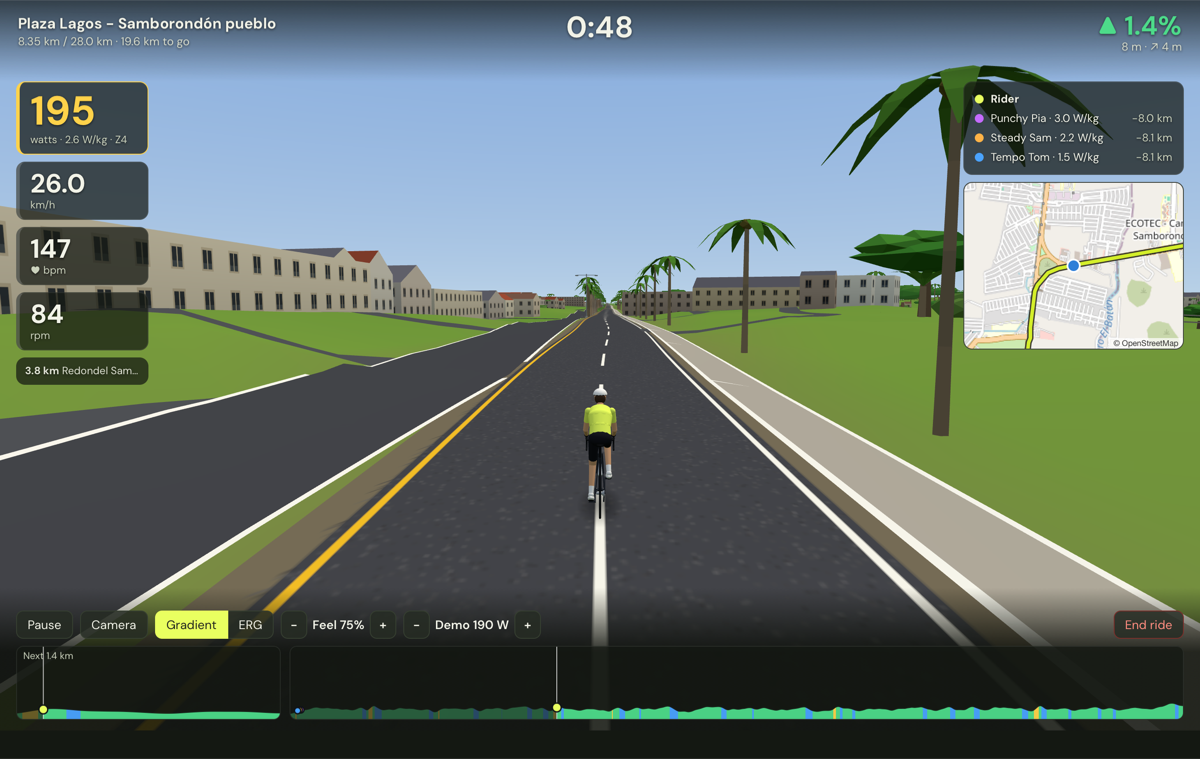 Plaza Lagos - Samborondón pueblo
8.35 km / 28.0 km · 19.6 km to go
0:48
▲ 1.4%
8 m · ↗ 4 m
195
watts · 2.6 W/kg · Z4
26.0
km/h
147
♥ bpm
84
rpm
3.8 km Redondel Sam...
Rider
Punchy Pia · 3.0 W/kg −8.0 km
Steady Sam · 2.2 W/kg −8.1 km
Tempo Tom · 1.5 W/kg −8.1 km
ECOTEC - Ca
Samborond
© OpenStreetMap
Pause Camera Gradient ERG − Feel 75% + − Demo 190 W + End ride
Next 1.4 km